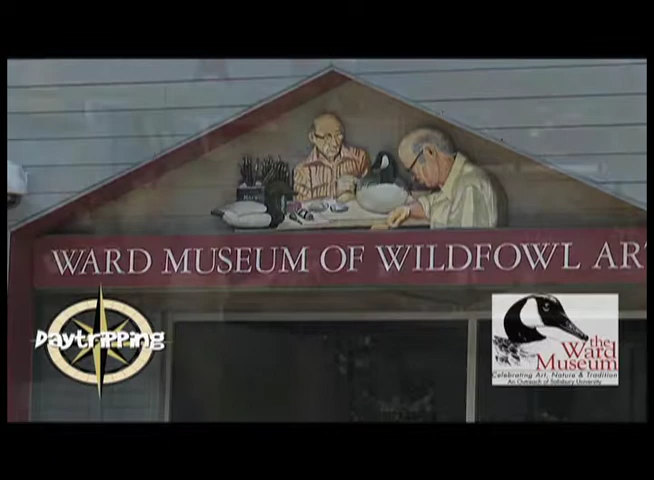 WARD MUSEUM OF WILDFOWL AR
Daytripping
the
Ward
Museum
Celebrating Art, Nature & Tradition
An Outreach of Salisbury University